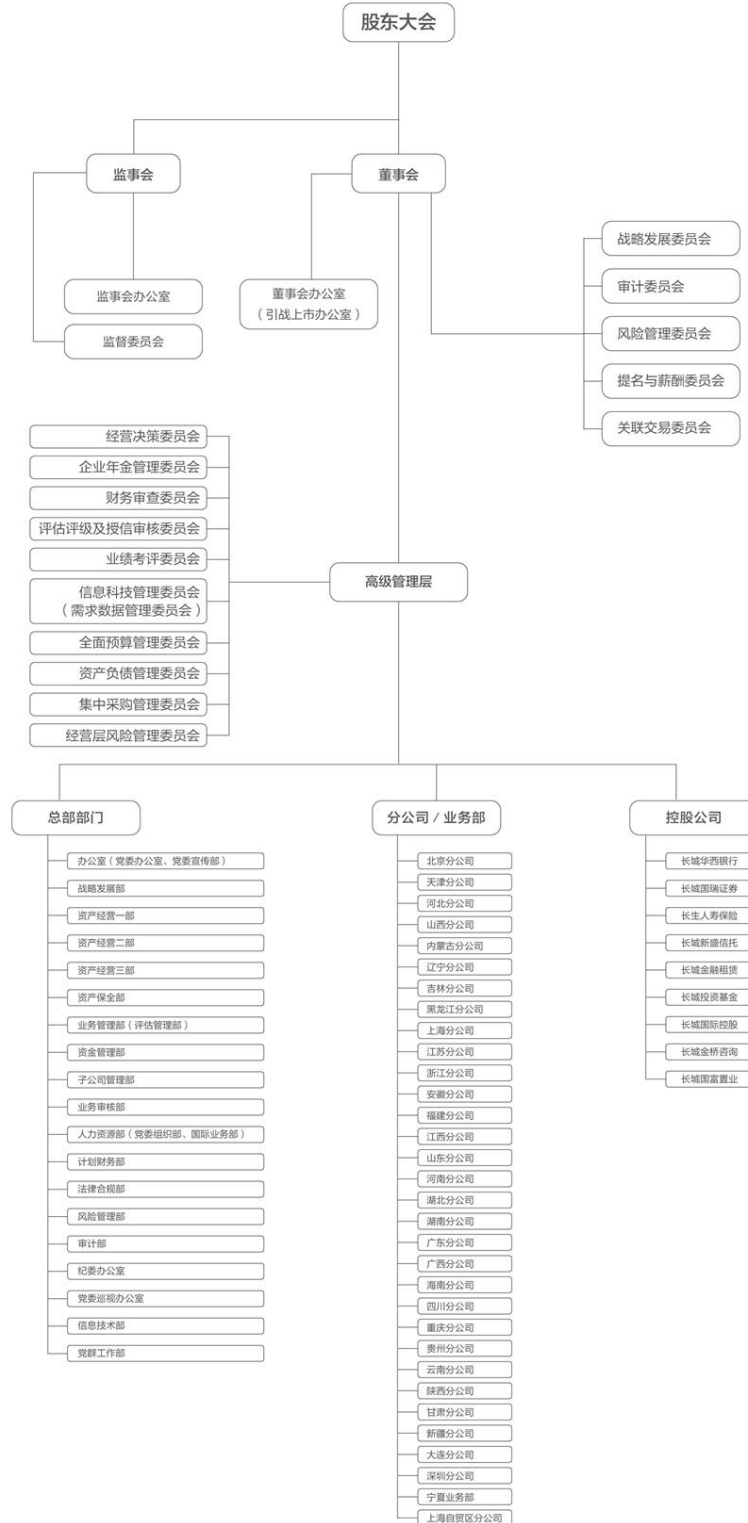 股东大会
监事会
董事会
监事会办公室
监督委员会
董事会办公室
（引战上市办公室）
战略发展委员会
审计委员会
风险管理委员会
提名与薪酬委员会
关联交易委员会
经营决策委员会
企业年金管理委员会
财务审查委员会
评估评级及授信审核委员会
业绩考评委员会
信息科技管理委员会
（需求数据管理委员会）
全面预算管理委员会
资产负债管理委员会
集中采购管理委员会
经营层风险管理委员会
高级管理层
总部部门
办公室（党委办公室、党委宣传部）
战略发展部
资产经营一部
资产经营二部
资产经营三部
资产保全部
业务管理部（评估管理部）
资金管理部
子公司管理部
业务审核部
人力资源部（党委组织部、国际业务部）
计划财务部
法律合规部
风险管理部
审计部
纪委办公室
党委巡视办公室
信息技术部
党群工作部
分公司 / 业务部
北京分公司
天津分公司
河北分公司
山西分公司
内蒙古分公司
辽宁分公司
吉林分公司
黑龙江分公司
上海分公司
江苏分公司
浙江分公司
安徽分公司
福建分公司
江西分公司
山东分公司
河南分公司
湖北分公司
湖南分公司
广东分公司
广西分公司
海南分公司
四川分公司
重庆分公司
贵州分公司
云南分公司
陕西分公司
甘肃分公司
新疆分公司
大连分公司
深圳分公司
宁夏业务部
上海自贸区分公司
控股公司
长城华西银行
长城国瑞证券
长生人寿保险
长城新盛信托
长城金融租赁
长城投资基金
长城国际控股
长城金桥咨询
长城国富置业